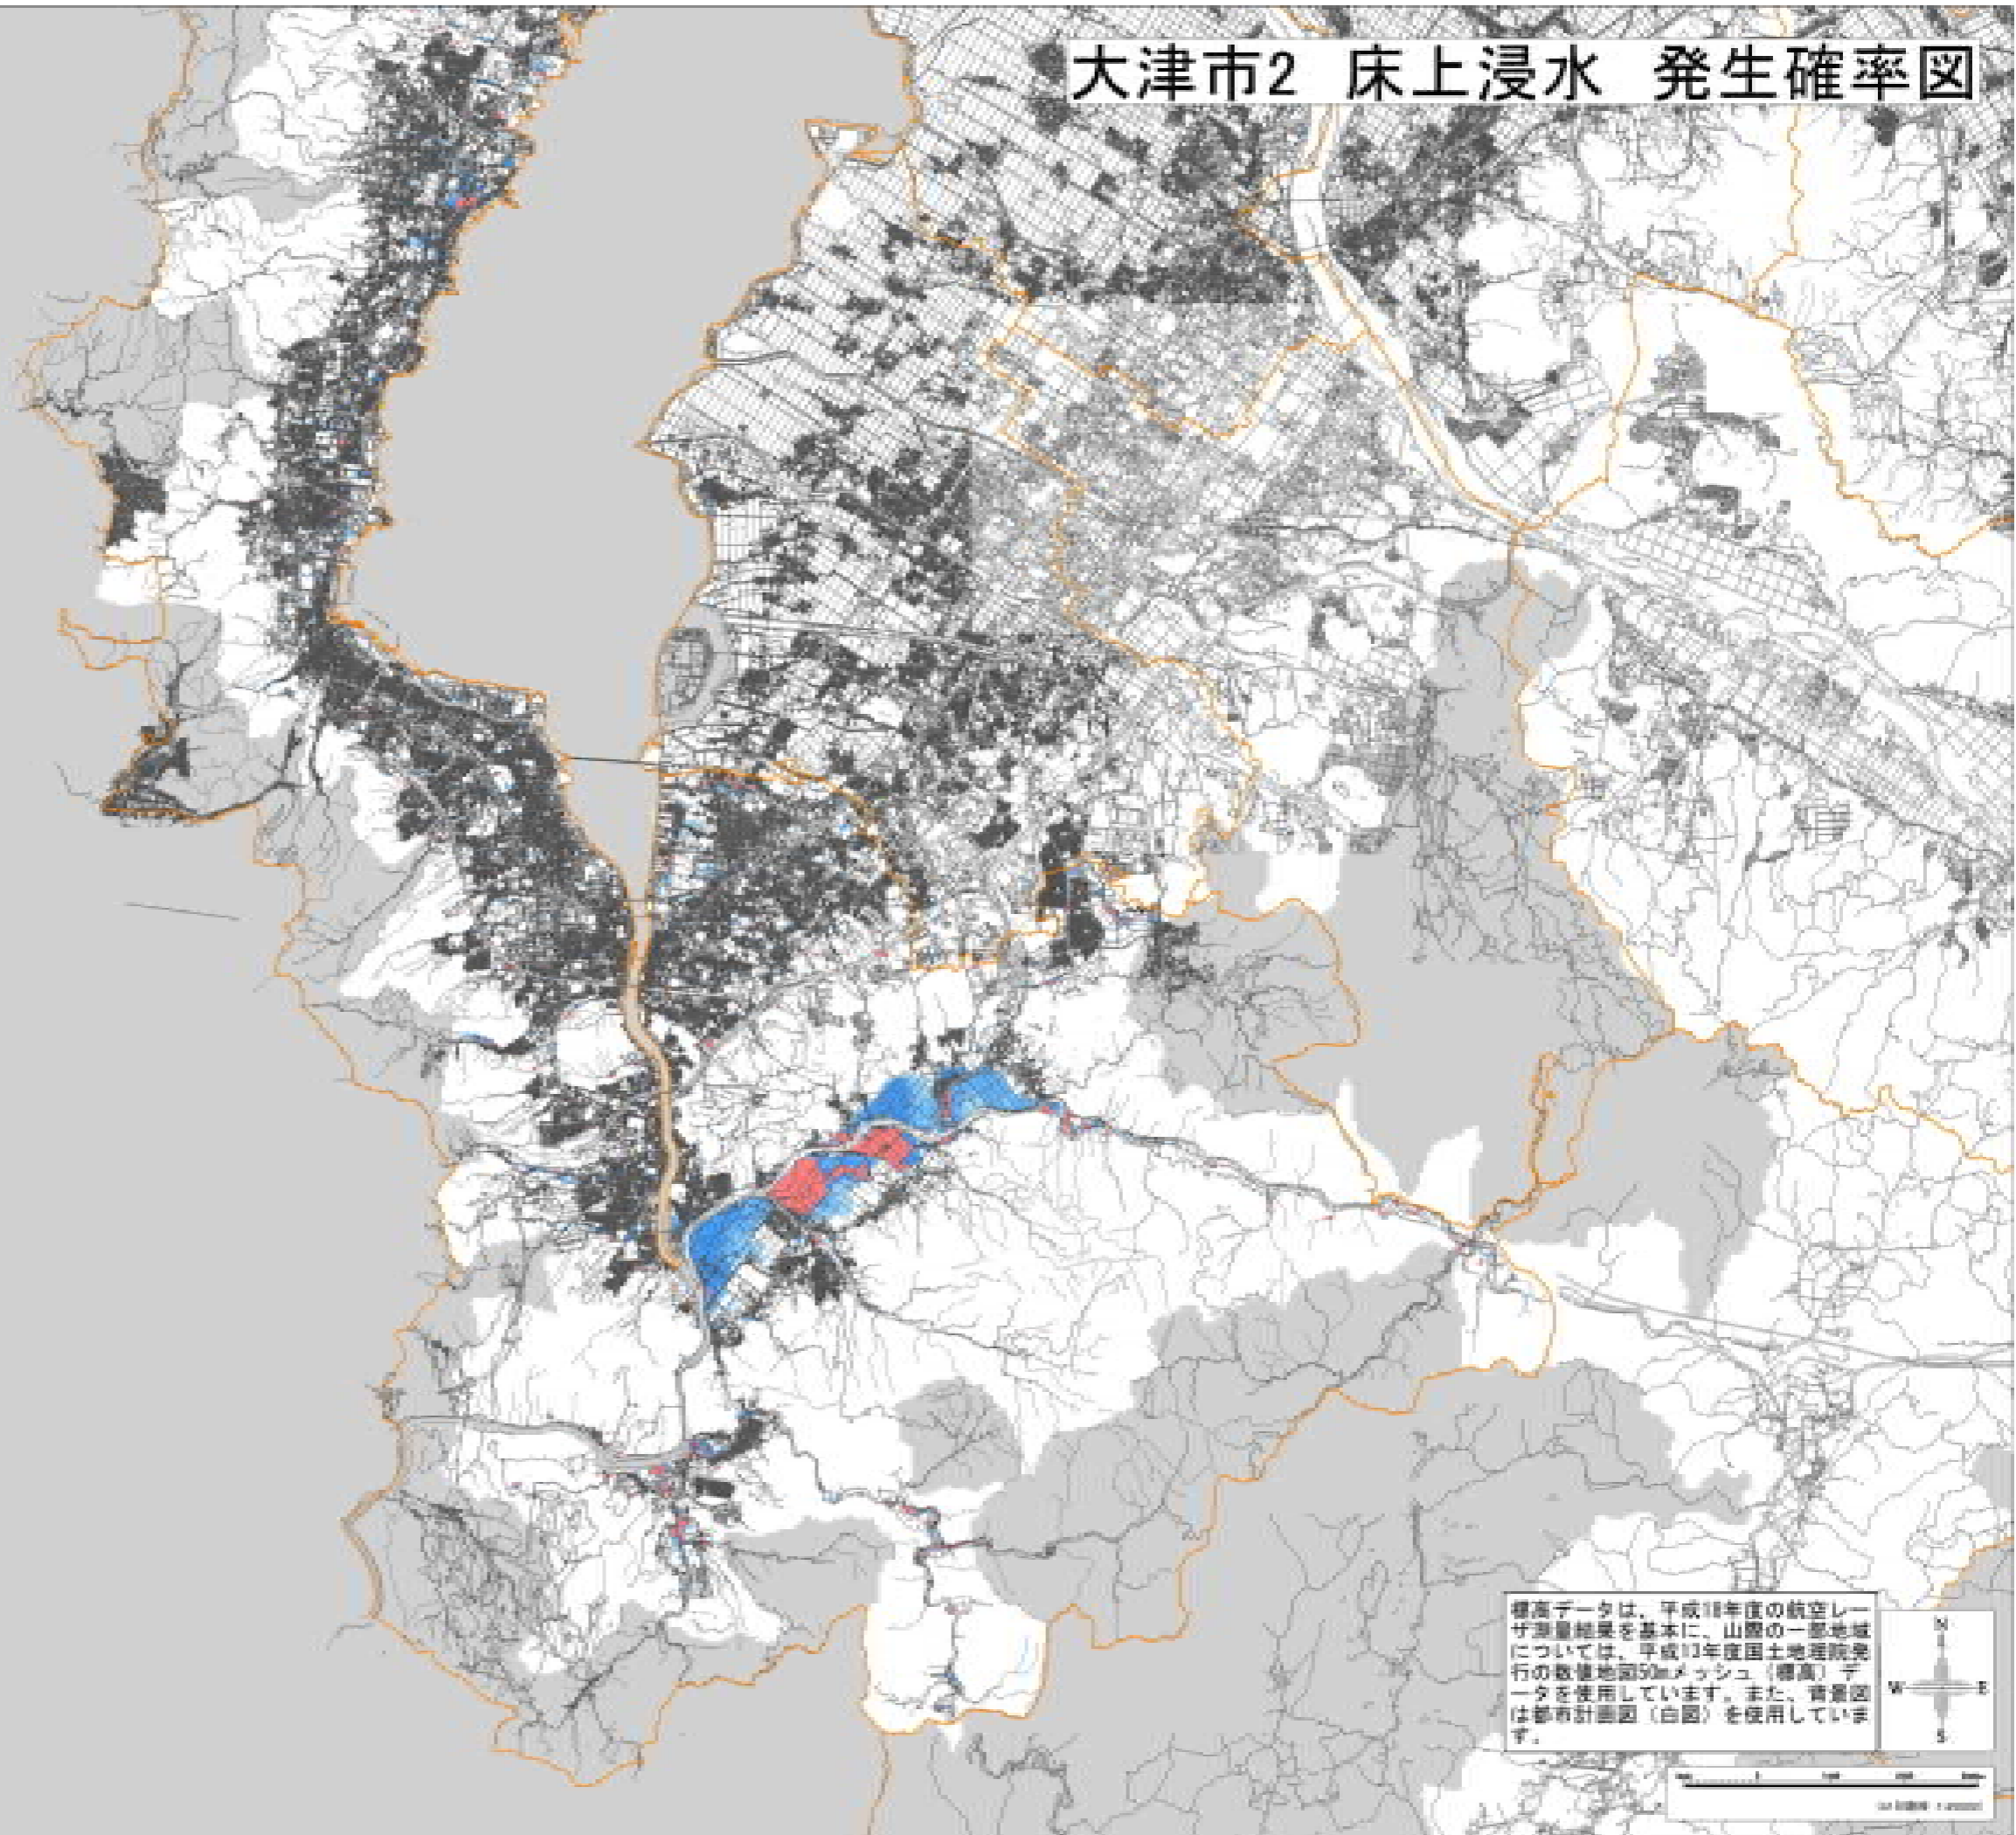 大津市2 床上浸水 発生確率図
標高データは、平成18年度の航空レー
ザ測量結果を基本に、山際の一部地域
については、平成13年度国土地理院発
行の数値地図50mメッシュ（標高）デ
ータを使用しています。また、背景図
は都市計画図（白図）を使用していま
す。
N
W E
S